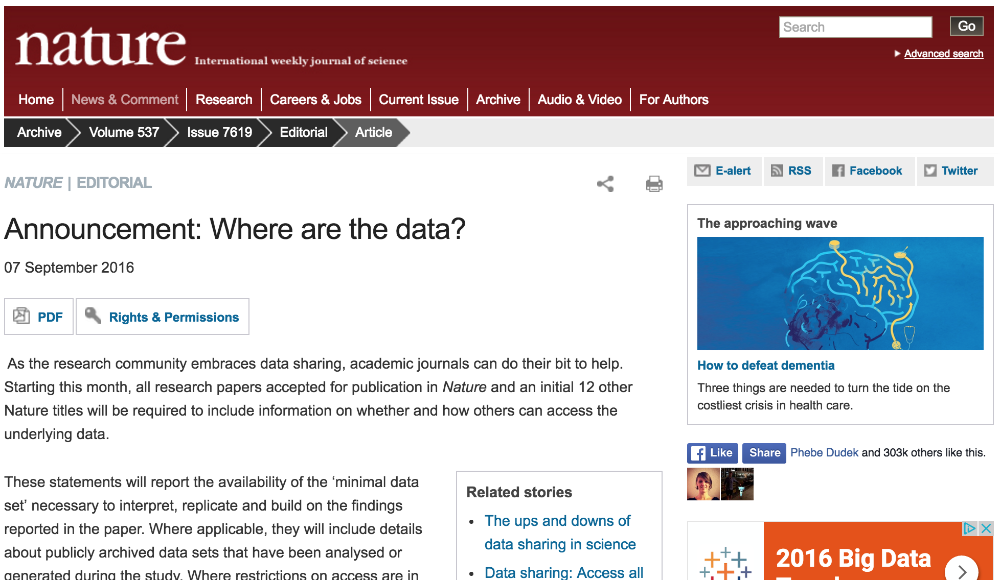 nature International weekly journal of science
Search
Go
Advanced search
Home
News & Comment
Research
Careers & Jobs
Current Issue
Archive
Audio & Video
For Authors
Archive
Volume 537
Issue 7619
Editorial
Article
NATURE | EDITORIAL
Announcement: Where are the data?
07 September 2016
PDF
Rights & Permissions
As the research community embraces data sharing, academic journals can do their bit to help.
Starting this month, all research papers accepted for publication in Nature and an initial 12 other
Nature titles will be required to include information on whether and how others can access the
underlying data.
These statements will report the availability of the ‘minimal data
set’ necessary to interpret, replicate and build on the findings
reported in the paper. Where applicable, they will include details
about publicly archived data sets that have been analysed or
generated during the study. Where restrictions on access are in
Related stories
• The ups and downs of
data sharing in science
• Data sharing: Access all
E-alert
RSS
Facebook
Twitter
The approaching wave
How to defeat dementia
Three things are needed to turn the tide on the
costliest crisis in health care.
Like
Share
Phebe Dudek and 303k others like this.
2016 Big Data